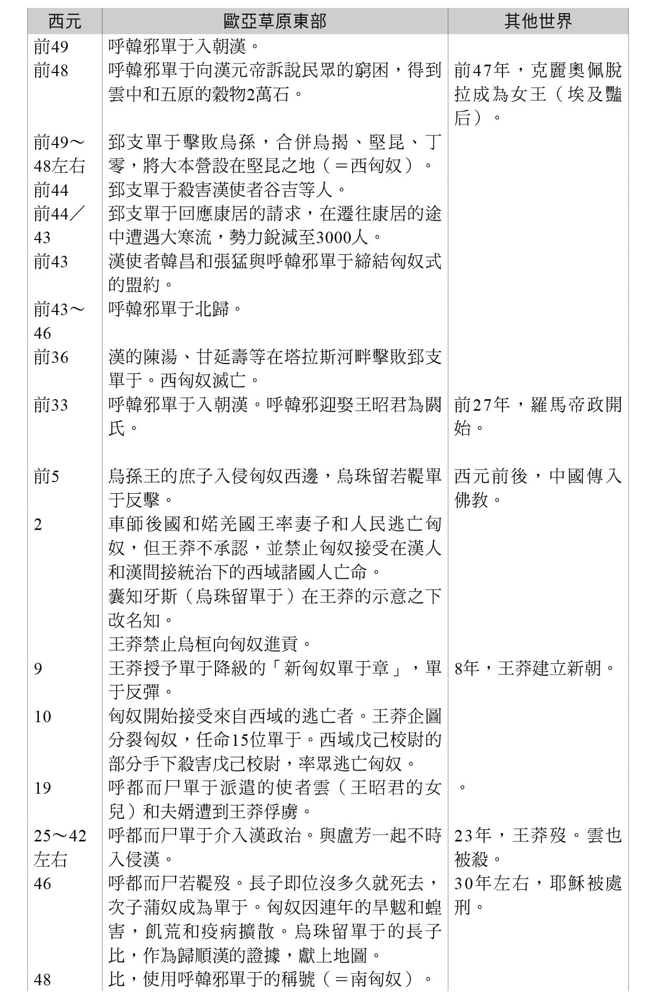 西元 歐亞草原東部 其他世界
前49 呼韓邪單于入朝漢。
前48 呼韓邪單于向漢元帝訴說民眾的窮困，得到 前47年，克麗奧佩脫
雲中和五原的穀物2萬石。 拉成為女王（埃及豔
后）。
前49～ 郅支單于擊敗烏孫，合併烏揭、堅昆、丁
48左右 零，將大本營設在堅昆之地（＝西匈奴）。
前44 郅支單于殺害漢使者谷吉等人。
前44／ 郅支單于回應康居的請求，在遷往康居的途
43 中遭遇大寒流，勢力銳減至3000人。
前43 漢使者韓昌和張猛與呼韓邪單于締結匈奴式
的盟約。
前43～ 呼韓邪單于北歸。
46
前36 漢的陳湯、甘延壽等在塔拉斯河畔擊敗郅支
單于。西匈奴滅亡。
前33 呼韓邪單于入朝漢。呼韓邪迎娶王昭君為閼 前27年，羅馬帝政開
氏。 始。
前5 烏孫王的庶子入侵匈奴西邊，烏珠留若鞮單 西元前後，中國傳入
于反擊。 佛教。
2 車師後國和婼羌國王率妻子和人民逃亡匈
奴，但王莽不承認，並禁止匈奴接受在漢人
和漢間接統治下的西域諸國人亡命。
囊知牙斯（烏珠留單于）在王莽的示意之下
改名知。
王莽禁止烏桓向匈奴進貢。
9 王莽授予單于降級的「新匈奴單于章」，單 8年，王莽建立新朝。
于反彈。
10 匈奴開始接受來自西域的逃亡者。王莽企圖
分裂匈奴，任命15位單于。西域戊己校尉的
部分手下殺害戊己校尉，率眾逃亡匈奴。
19 呼都而尸單于派遣的使者雲（王昭君的女 。
兒）和夫婿遭到王莽俘虜。
25～42 呼都而尸單于介入漢政治。與盧芳一起不時 23年，王莽歿。雲也
左右 入侵漢。 被殺。
46 呼都而尸若鞮歿。長子即位沒多久就死去， 30年左右，耶穌被處
次子蒲奴成為單于。匈奴因連年的旱魃和蝗 刑。
害，飢荒和疫病擴散。烏珠留單于的長子
比，作為歸順漢的證據，獻上地圖。
48 比，使用呼韓邪單于的稱號（＝南匈奴）。